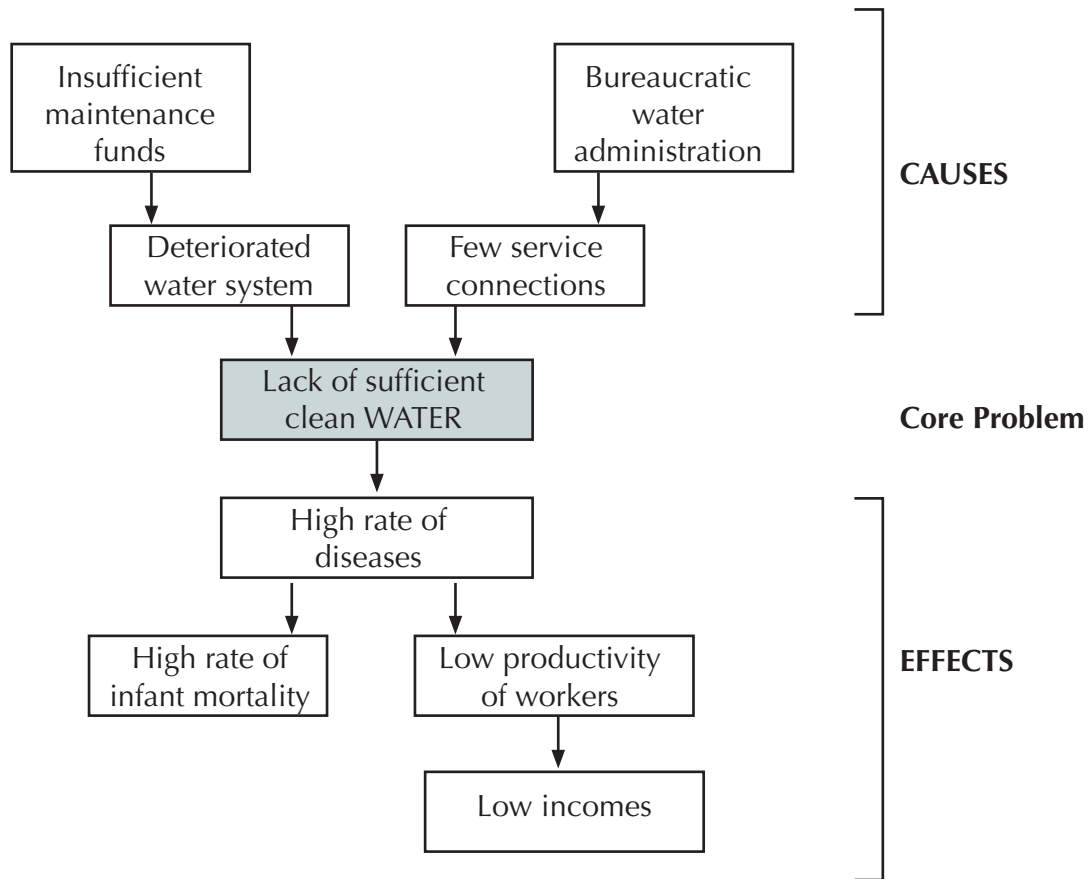 Insufficient
maintenance
funds
Bureaucratic
water
administration
CAUSES
Deteriorated
water system
Few service
connections
Lack of sufficient
clean WATER
Core Problem
High rate of
diseases
High rate of
infant mortality
Low productivity
of workers
EFFECTS
Low incomes